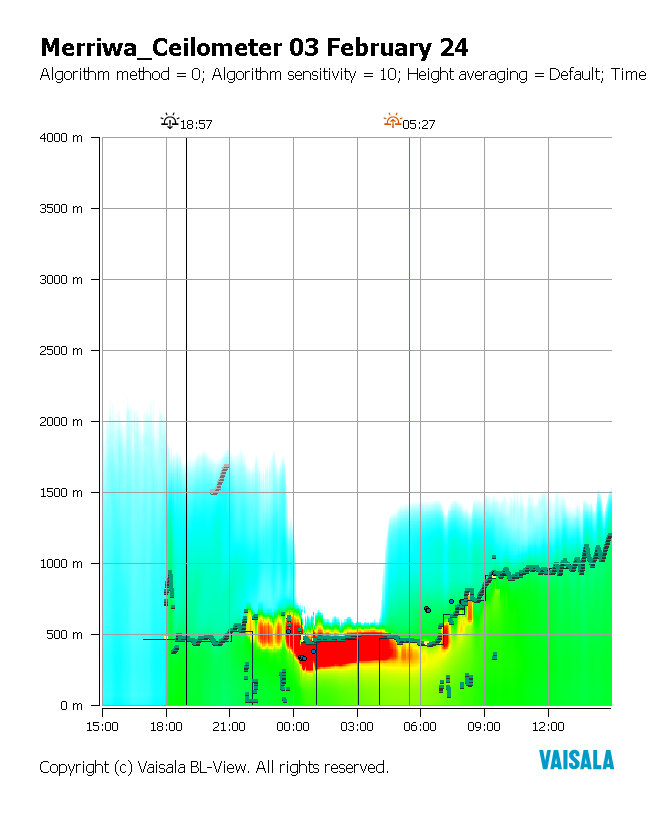 Merriwa_Ceilometer 03 February 24
Algorithm method = 0; Algorithm sensitivity = 10; Height averaging = Default; Time
18:57
05:27
4000 m
3500 m
3000 m
2500 m
2000 m
1500 m
1000 m
500 m
0 m
15:00 18:00 21:00 00:00 03:00 06:00 09:00 12:00
VAISALA
Copyright (c) Vaisala BL-View. All rights reserved.